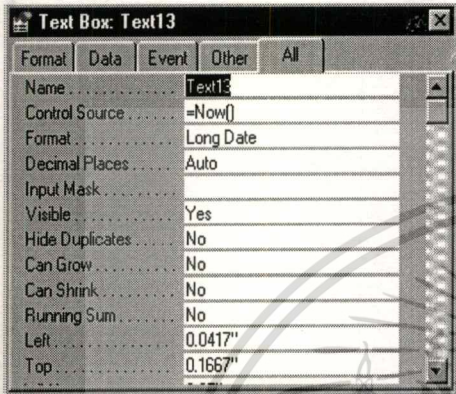 Text Box: Text13
Format Data Event Other All
Name . . . . . . . . . . . . . Text13
Control Source . . . . . . =Now()
Format . . . . . . . . . . . . Long Date
Decimal Places . . . . . . Auto
Input Mask . . . . . . . . .
Visible . . . . . . . . . . . . Yes
Hide Duplicates . . . . . . No
Can Grow . . . . . . . . . . No
Can Shrink . . . . . . . . . No
Running Sum . . . . . . . . No
Left . . . . . . . . . . . . . . 0.0417"
Top . . . . . . . . . . . . . . 0.1667"